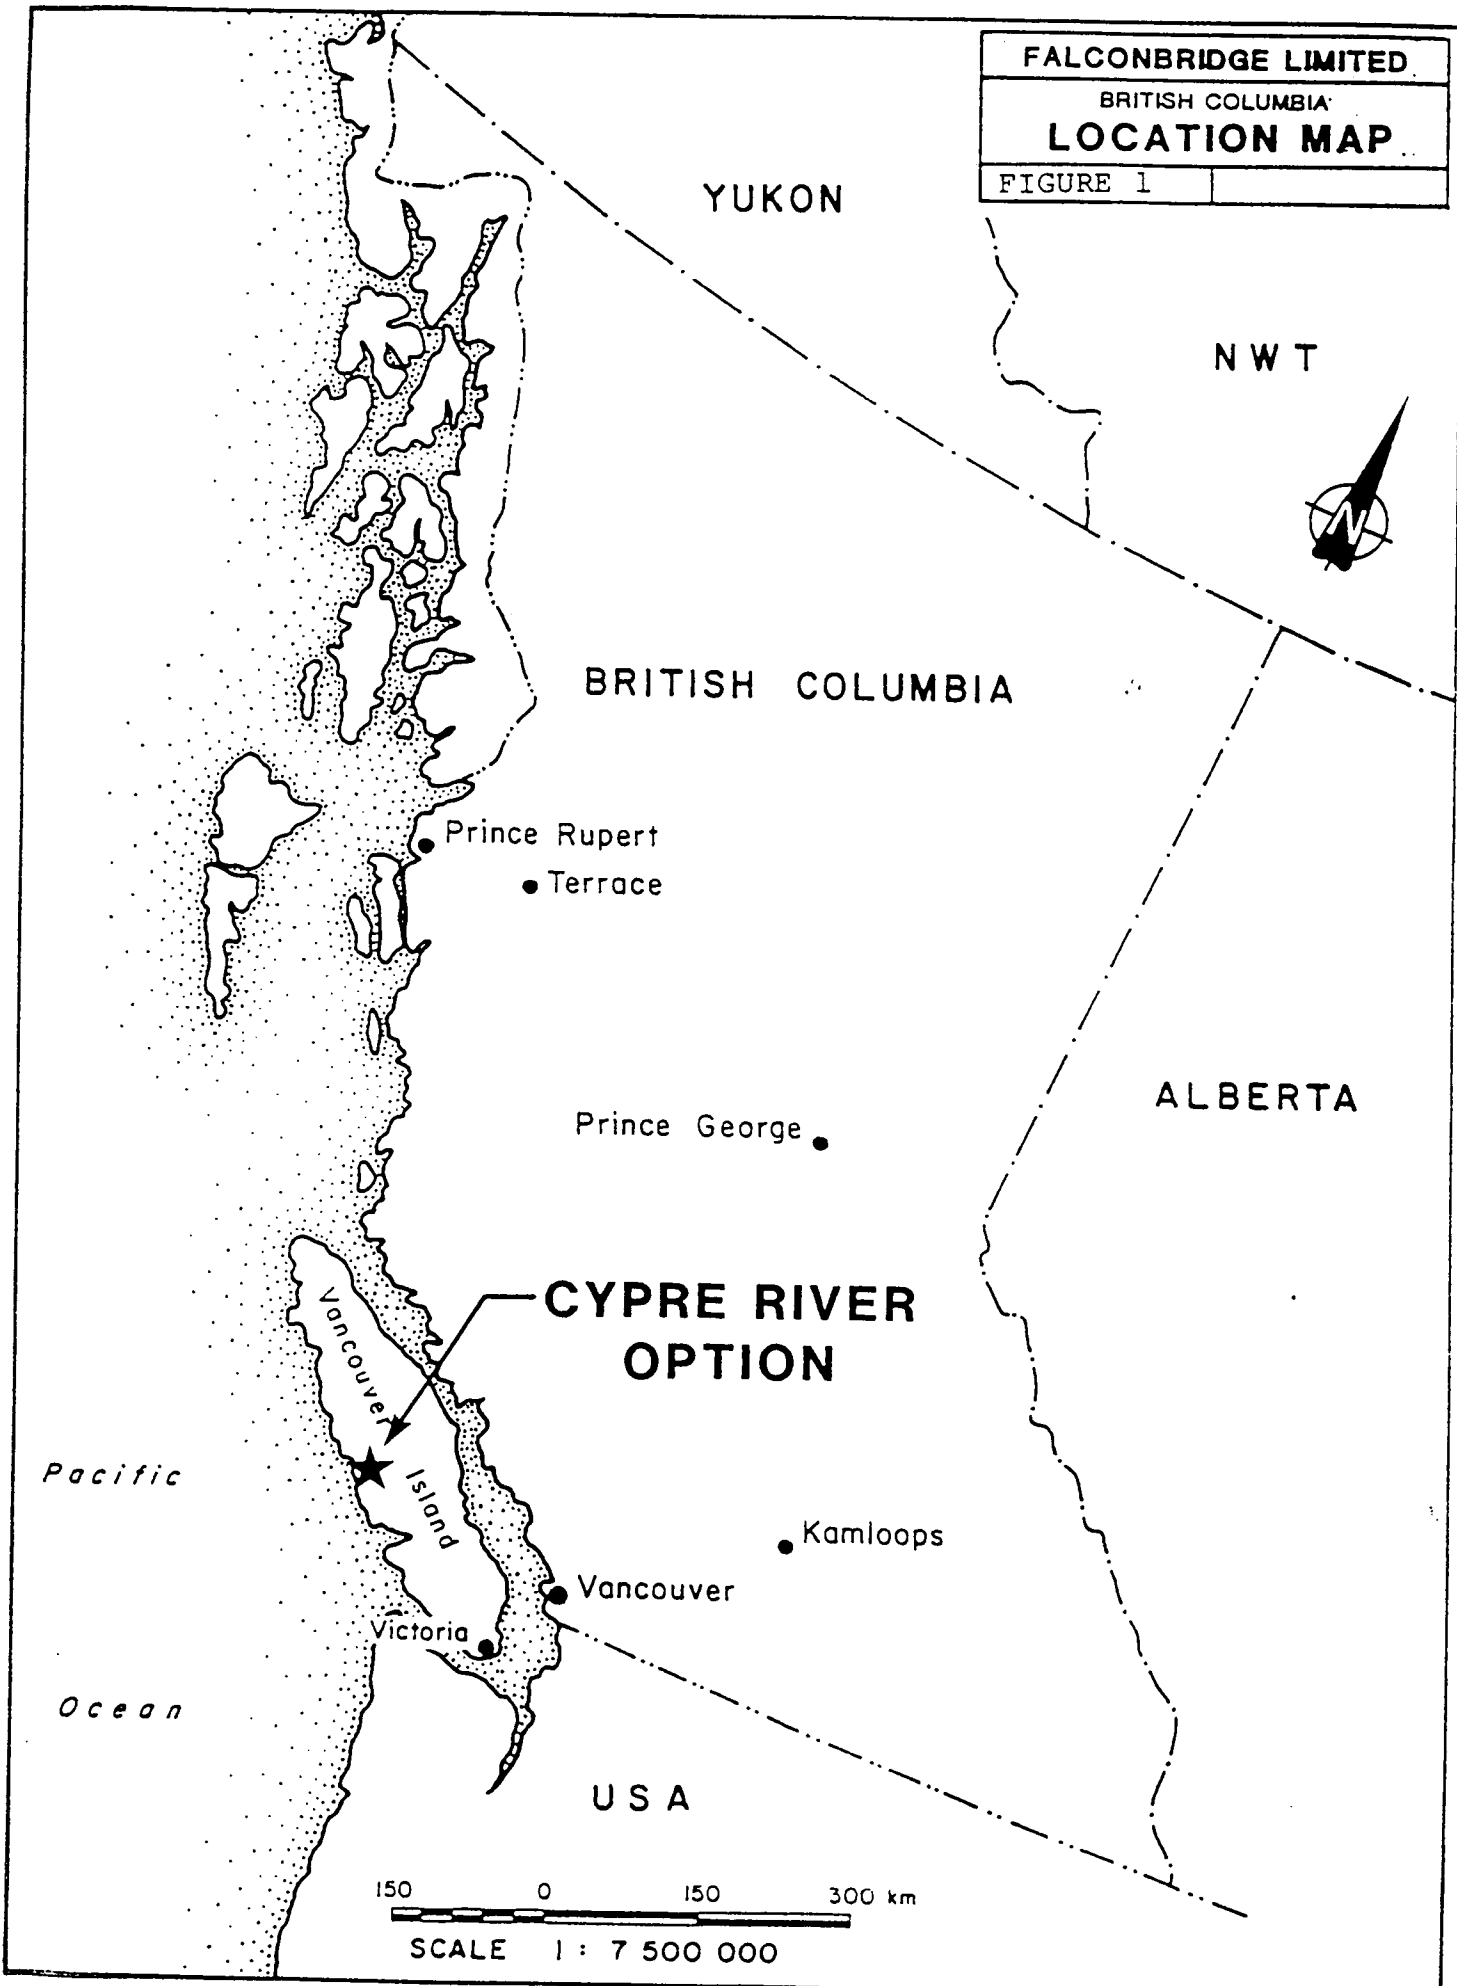 FALCONBRIDGE LIMITED
BRITISH COLUMBIA
LOCATION MAP
FIGURE 1
YUKON
NWT
N
BRITISH COLUMBIA
Prince Rupert
Terrace
ALBERTA
Prince George
CYPRE RIVER
OPTION
Vancouver
Island
Pacific
Kamloops
Vancouver
Victoria
Ocean
USA
150 0 150 300 km
SCALE 1 : 7 500 000